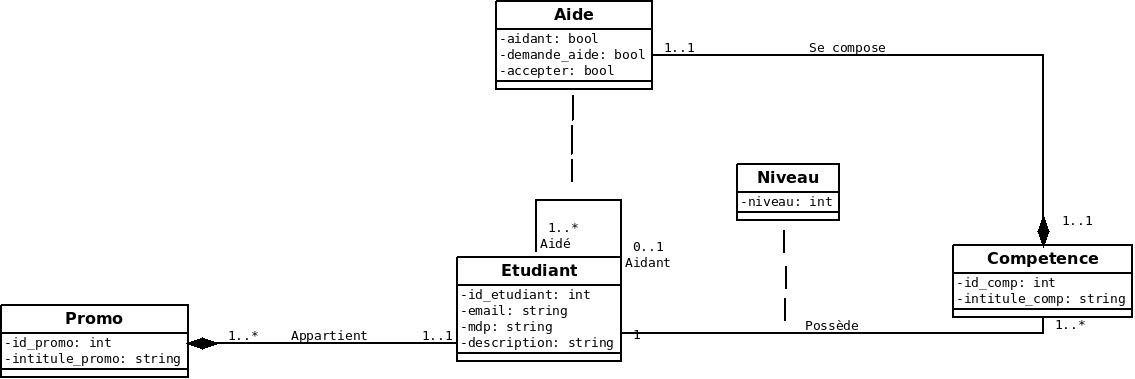 Aide
-aidant: bool
-demande_aide: bool
-accepter: bool
1..1
Se compose
Niveau
-niveau: int
1..*
Aidé
0..1
Aidant
1..1
Etudiant
-id_etudiant: int
-email: string
-mdp: string
-description: string
Competence
-id_comp: int
-intitule_comp: string
Promo
-id_promo: int
-intitule_promo: string
1..*
Appartient
1..1
1
Possède
1..*